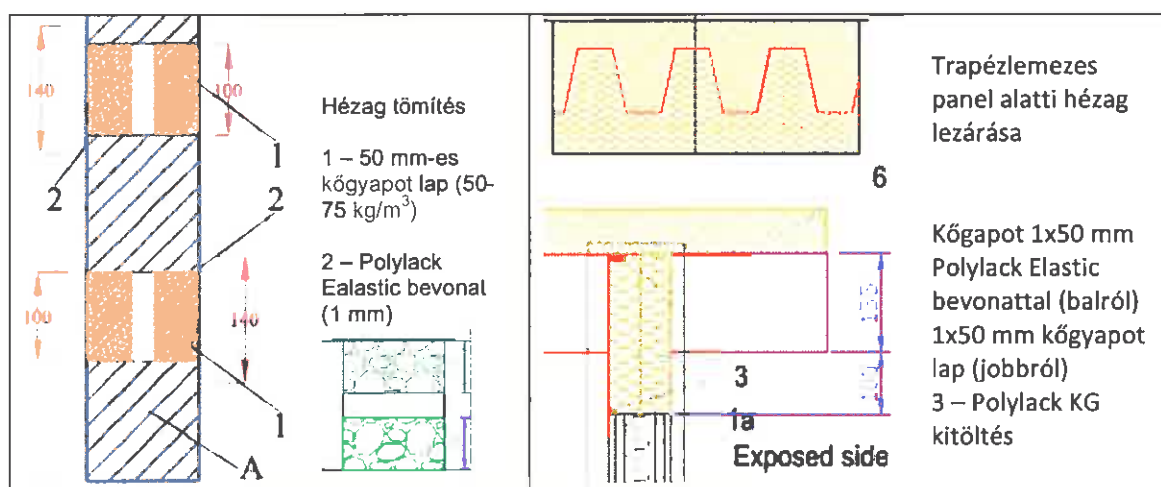 140
100
1
2
2
100
140
1
A
Hézag tömítés
1 – 50 mm-es
kőgyapot lap (50-
75 kg/m³)
2 – Polylack
Ealastic bevonat
(1 mm)
6
Trapézlemezes
panel alatti hézag
lezárása
3
1a
Exposed side
Kőgapot 1x50 mm
Polylack Elastic
bevonattal (balról)
1x50 mm kőgyapot
lap (jobbról)
3 – Polylack KG
kitöltés